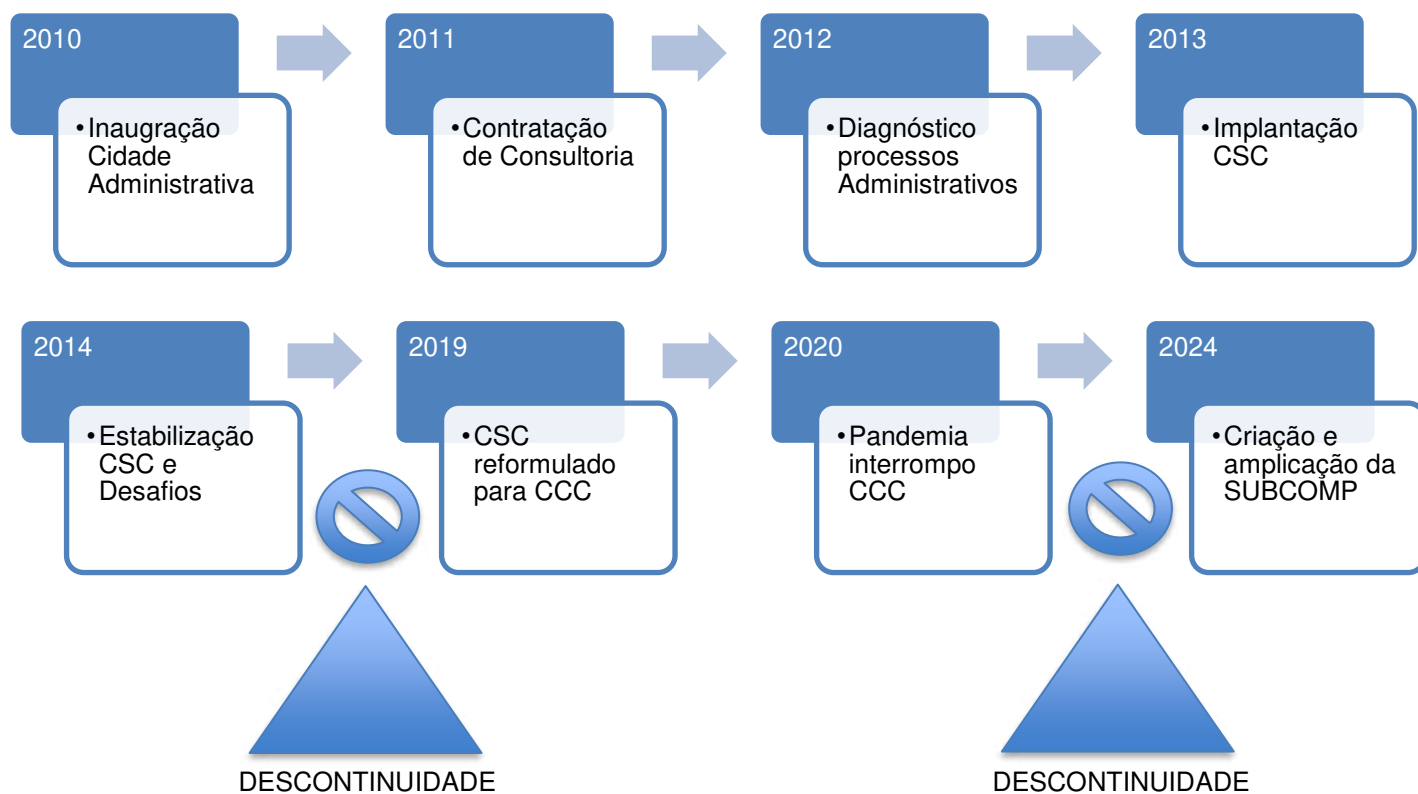 2010
•Inaugração
Cidade
Administrativa
2011
•Contratação
de Consultoria
2012
•Diagnóstico
processos
Administrativos
2013
•Implantação
CSC
2014
•Estabilização
CSC e
Desafios
2019
•CSC
reformulado
para CCC
2020
•Pandemia
interrompo
CCC
2024
•Criação e
amplicação da
SUBCOMP
DESCONTINUIDADE
DESCONTINUIDADE